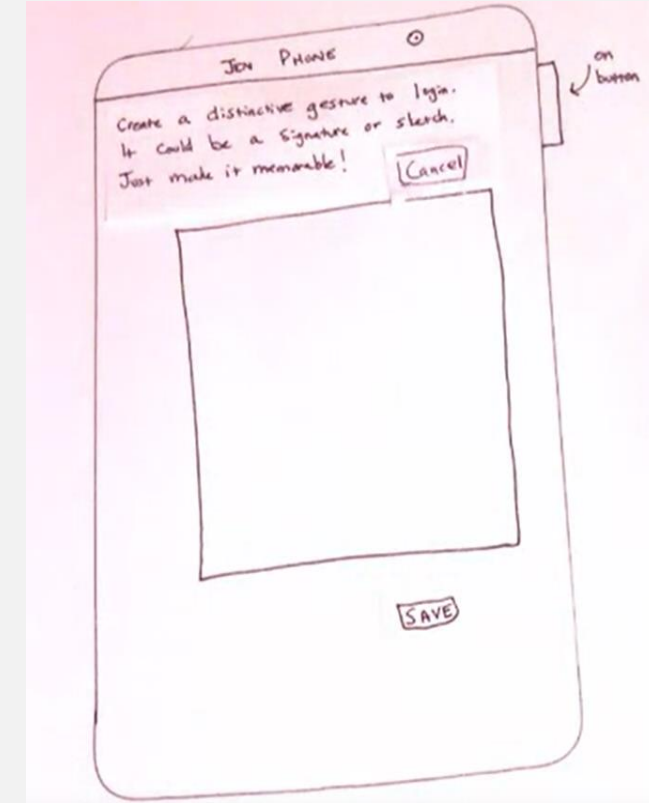 JEN PHONE
on
button
Create a distinctive gesture to login.
It could be a signature or sketch.
Just make it memorable!
Cancel
SAVE